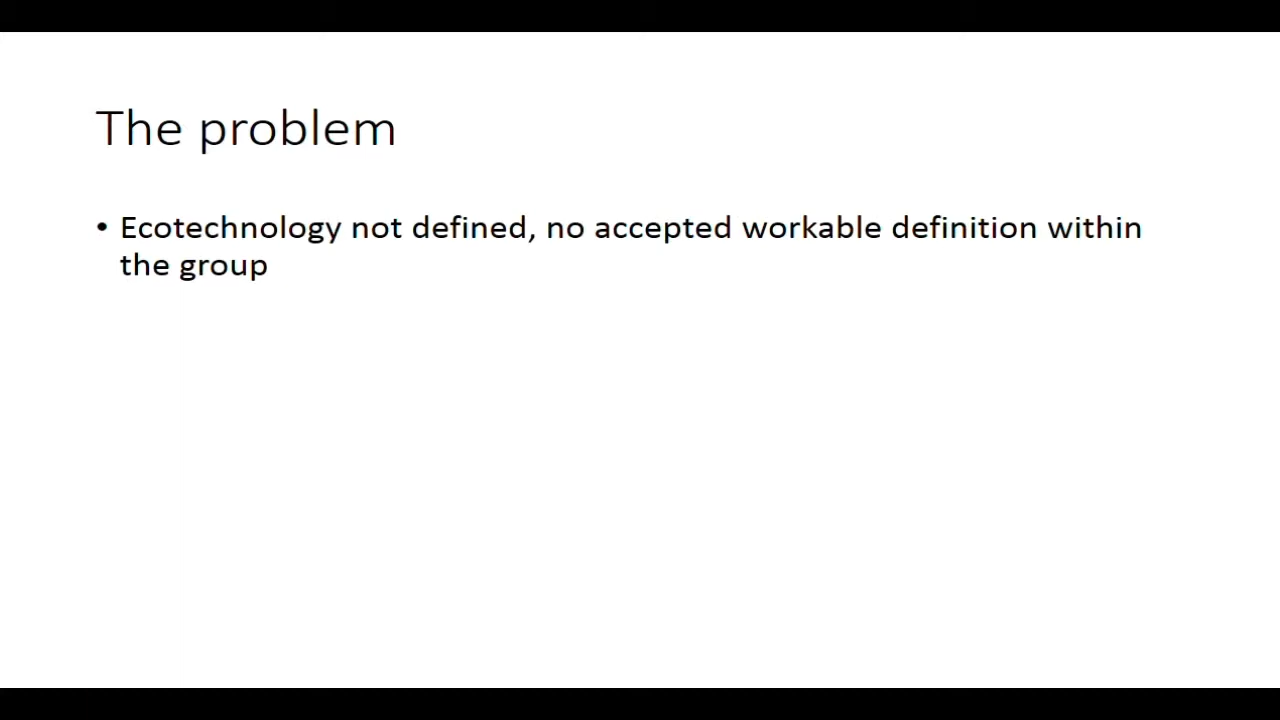 The problem
• Ecotechnology not defined, no accepted workable definition within
the group